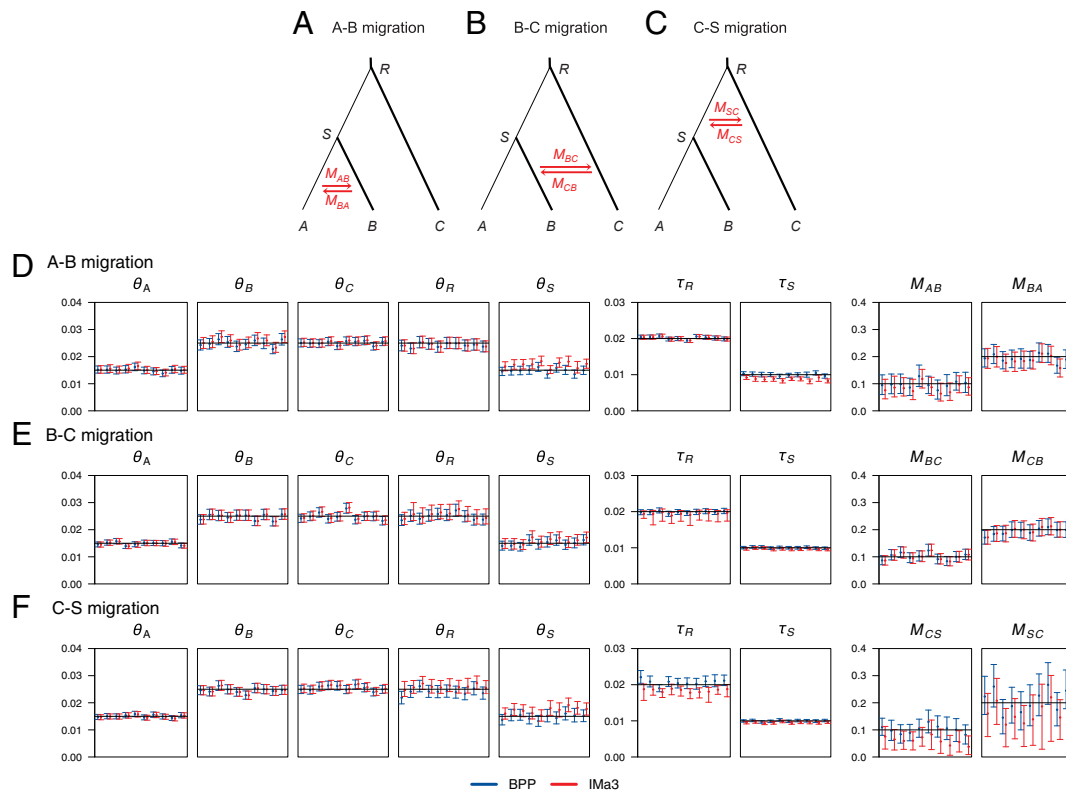 A A-B migration
B B-C migration
C C-S migration
R
R
R
S
S
S
M_AB
M_BA
M_BC
M_CB
M_SC
M_CS
A B C
A B C
A B C
D A-B migration
θ_A θ_B θ_C θ_R θ_S τ_R τ_S M_AB M_BA
0.04 0.03 0.4
0.03 0.3
0.02 0.02 0.2
0.01 0.01 0.1
0.00 0.00 0.0
E B-C migration
θ_A θ_B θ_C θ_R θ_S τ_R τ_S M_BC M_CB
0.04 0.03 0.4
0.03 0.3
0.02 0.02 0.2
0.01 0.01 0.1
0.00 0.00 0.0
F C-S migration
θ_A θ_B θ_C θ_R θ_S τ_R τ_S M_CS M_SC
0.04 0.03 0.4
0.03 0.3
0.02 0.02 0.2
0.01 0.01 0.1
0.00 0.00 0.0
BPP IMa3